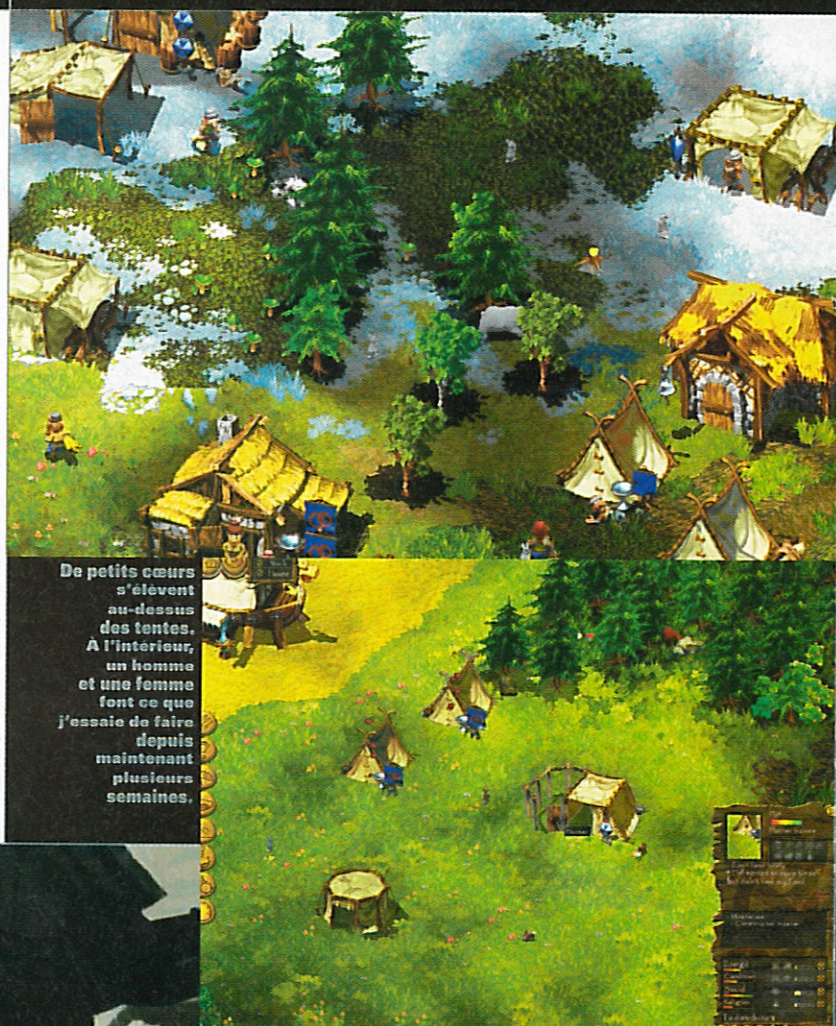 De petits cœurs
s'élèvent
au-dessus
des tentes.
À l'intérieur,
un homme
et une femme
font ce que
j'essaie de faire
depuis
maintenant
plusieurs
semaines.